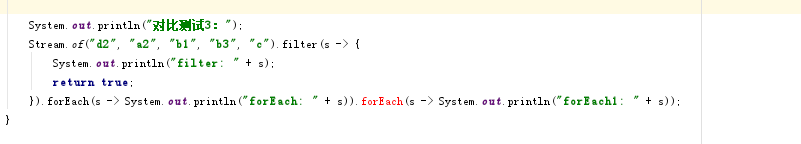 System.out.println("对比测试3: ");
Stream.of("d2", "a2", "b1", "b3", "c").filter(s -> {
System.out.println("filter: " + s);
return true;
}).forEach(s -> System.out.println("forEach: " + s)).forEach(s -> System.out.println("forEach1: " + s));
}